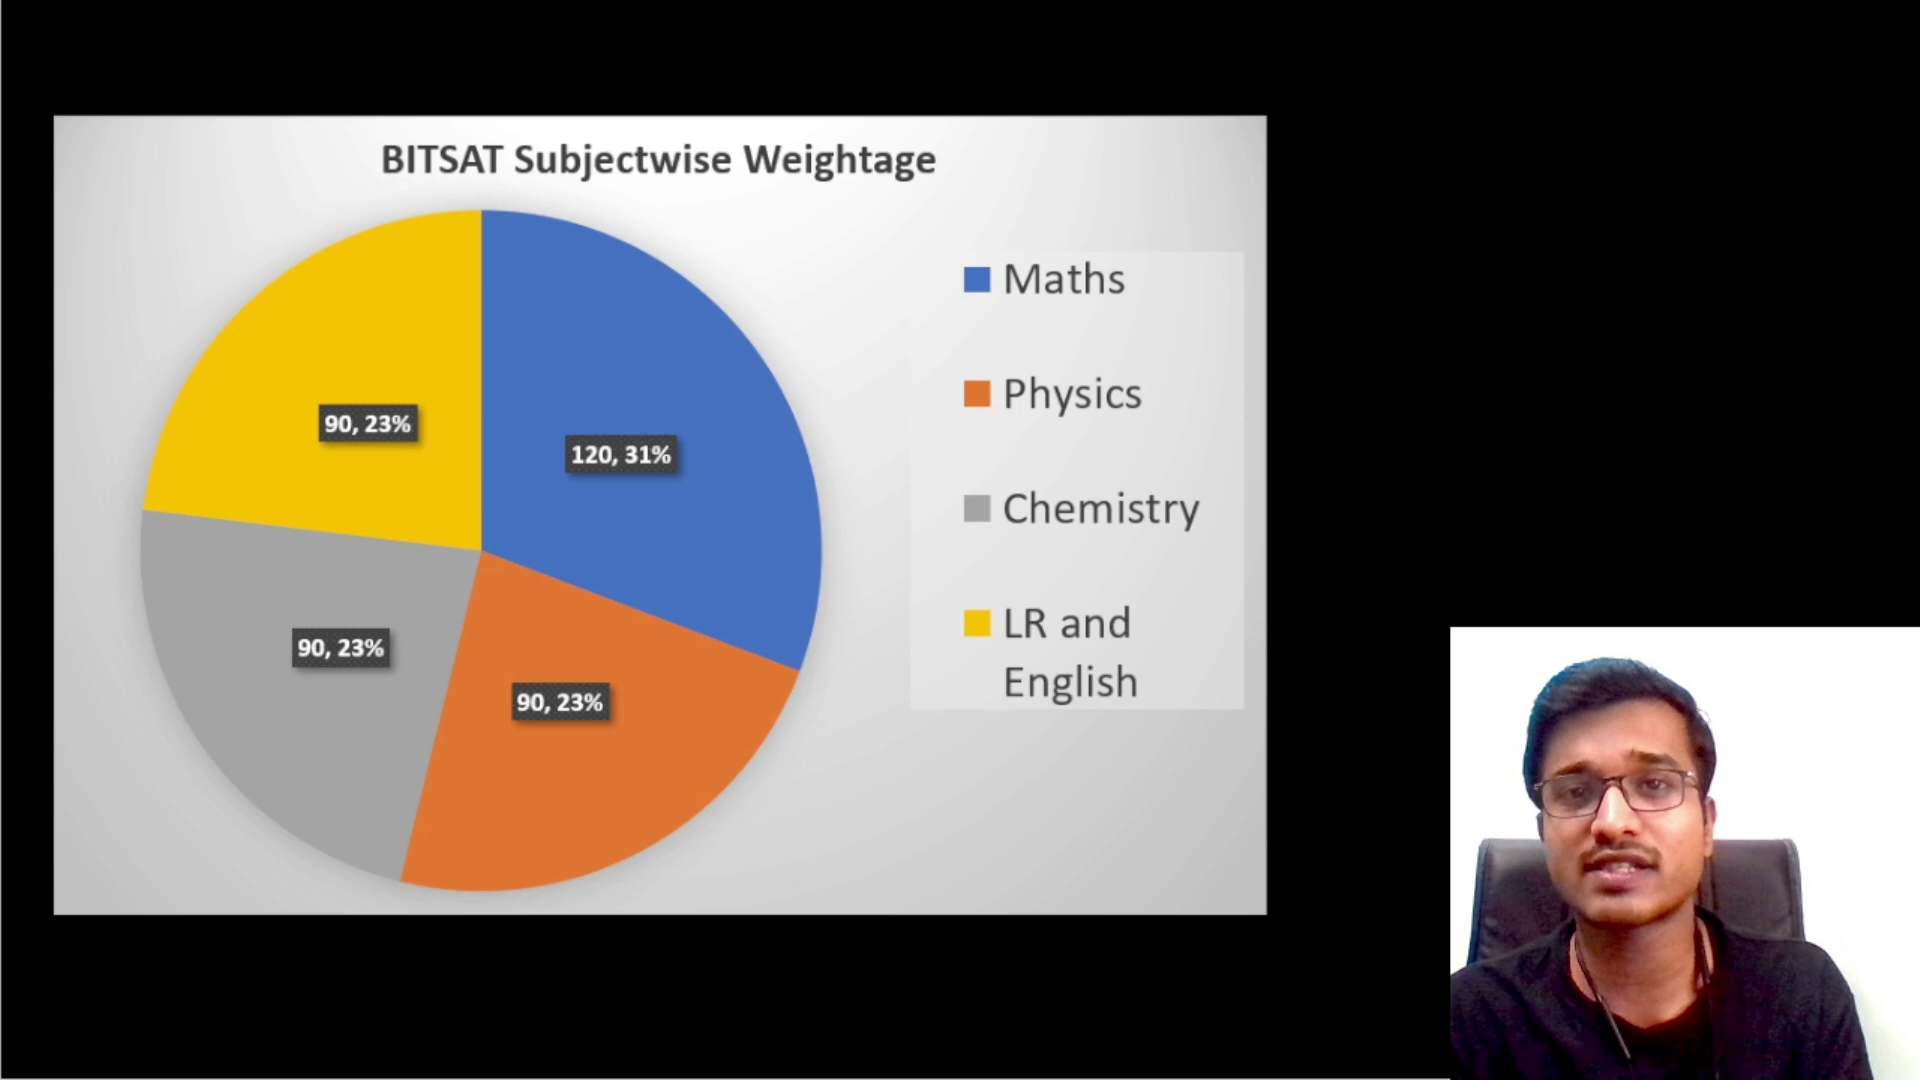 BITSAT Subjectwise Weightage
90, 23%
120, 31%
90, 23%
90, 23%
Maths
Physics
Chemistry
LR and
English